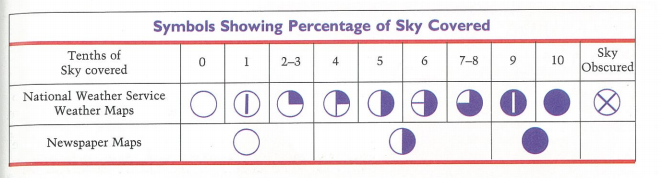 Symbols Showing Percentage of Sky Covered
Tenths of
Sky covered
0
1
2–3
4
5
6
7–8
9
10
Sky
Obscured
National Weather Service
Weather Maps
Newspaper Maps